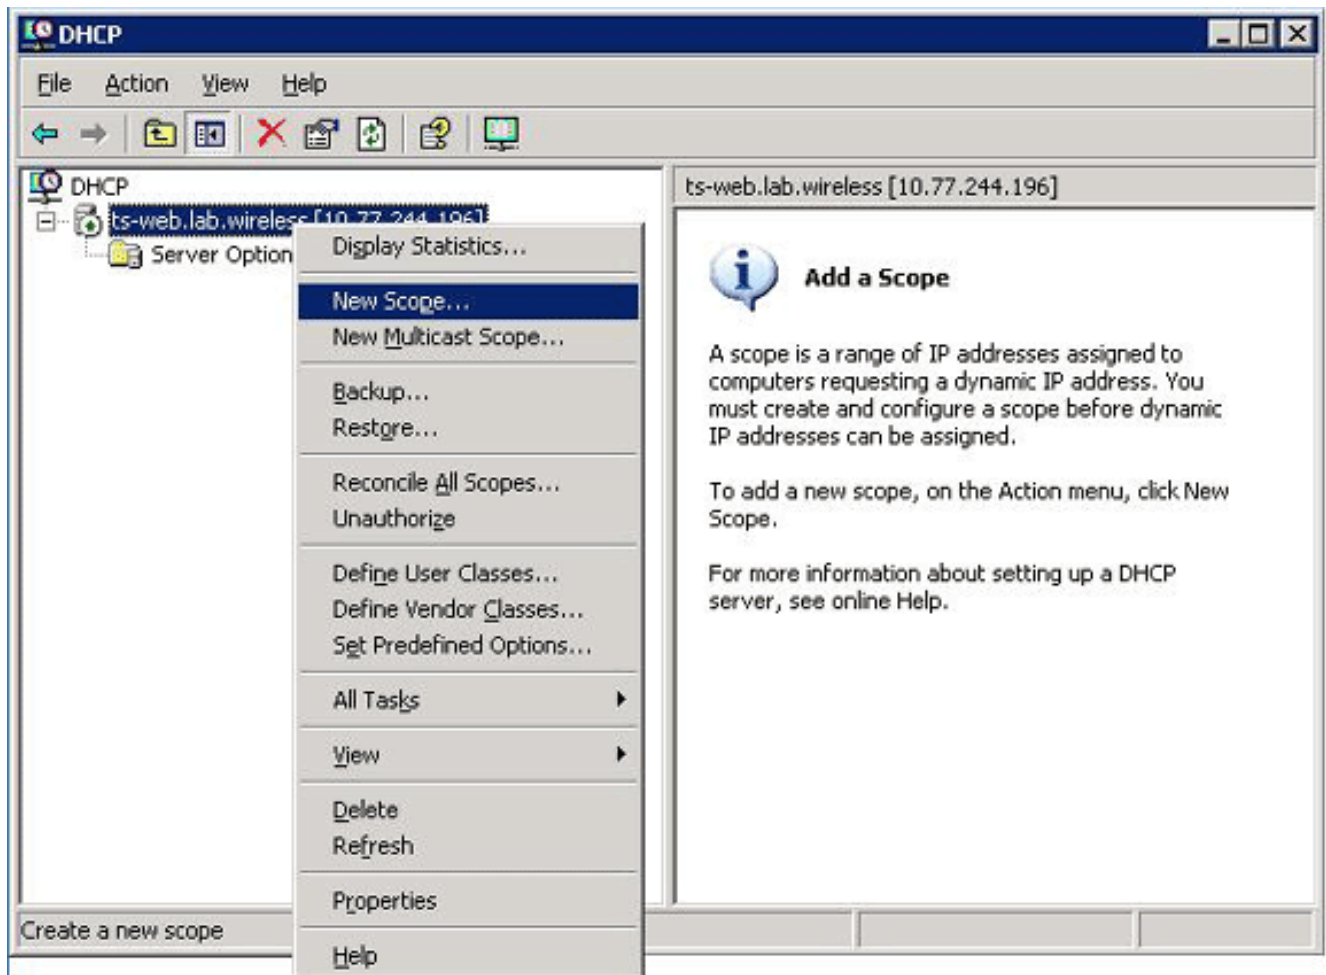 DHCP
File Action View Help
DHCP
ts-web.lab.wireless [10.77.244.196]
Server Option
Display Statistics...
New Scope...
New Multicast Scope...
Backup...
Restore...
Reconcile All Scopes...
Unauthorize
Define User Classes...
Define Vendor Classes...
Set Predefined Options...
All Tasks
View
Delete
Refresh
Properties
Help
ts-web.lab.wireless [10.77.244.196]
Add a Scope
A scope is a range of IP addresses assigned to
computers requesting a dynamic IP address. You
must create and configure a scope before dynamic
IP addresses can be assigned.
To add a new scope, on the Action menu, click New
Scope.
For more information about setting up a DHCP
server, see online Help.
Create a new scope